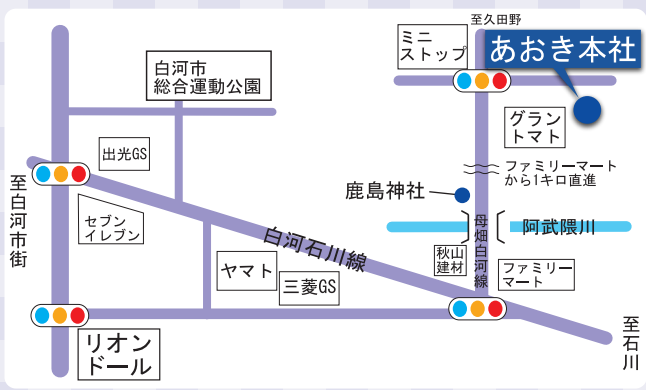 至久田野
ミニ
ストップ
あおき本社
白河市
総合運動公園
グラン
トマト
出光GS
ファミリーマート
から1キロ直進
至白河市街
鹿島神社
セブン
イレブン
母畑白河線
阿武隈川
白河石川線
秋山
建材
ヤマト
三菱GS
ファミリー
マート
リオン
ドール
至石川